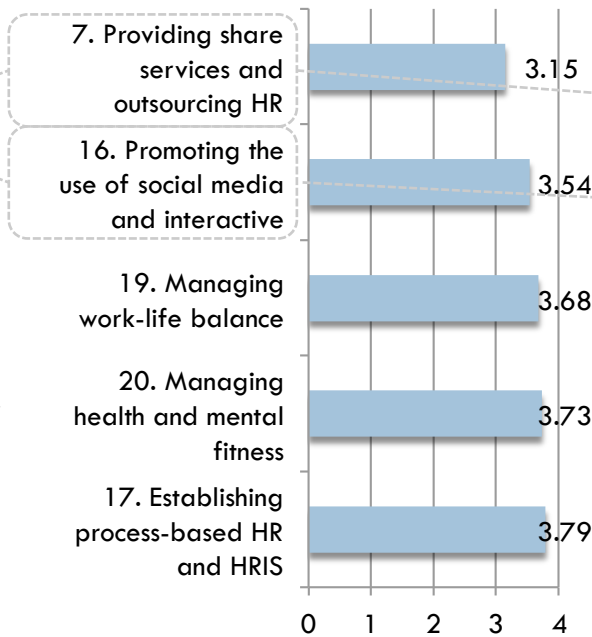 7. Providing share
services and
outsourcing HR
3.15
16. Promoting the
use of social media
and interactive
3.54
19. Managing
work-life balance
3.68
20. Managing
health and mental
fitness
3.73
17. Establishing
process-based HR
and HRIS
3.79
0 1 2 3 4